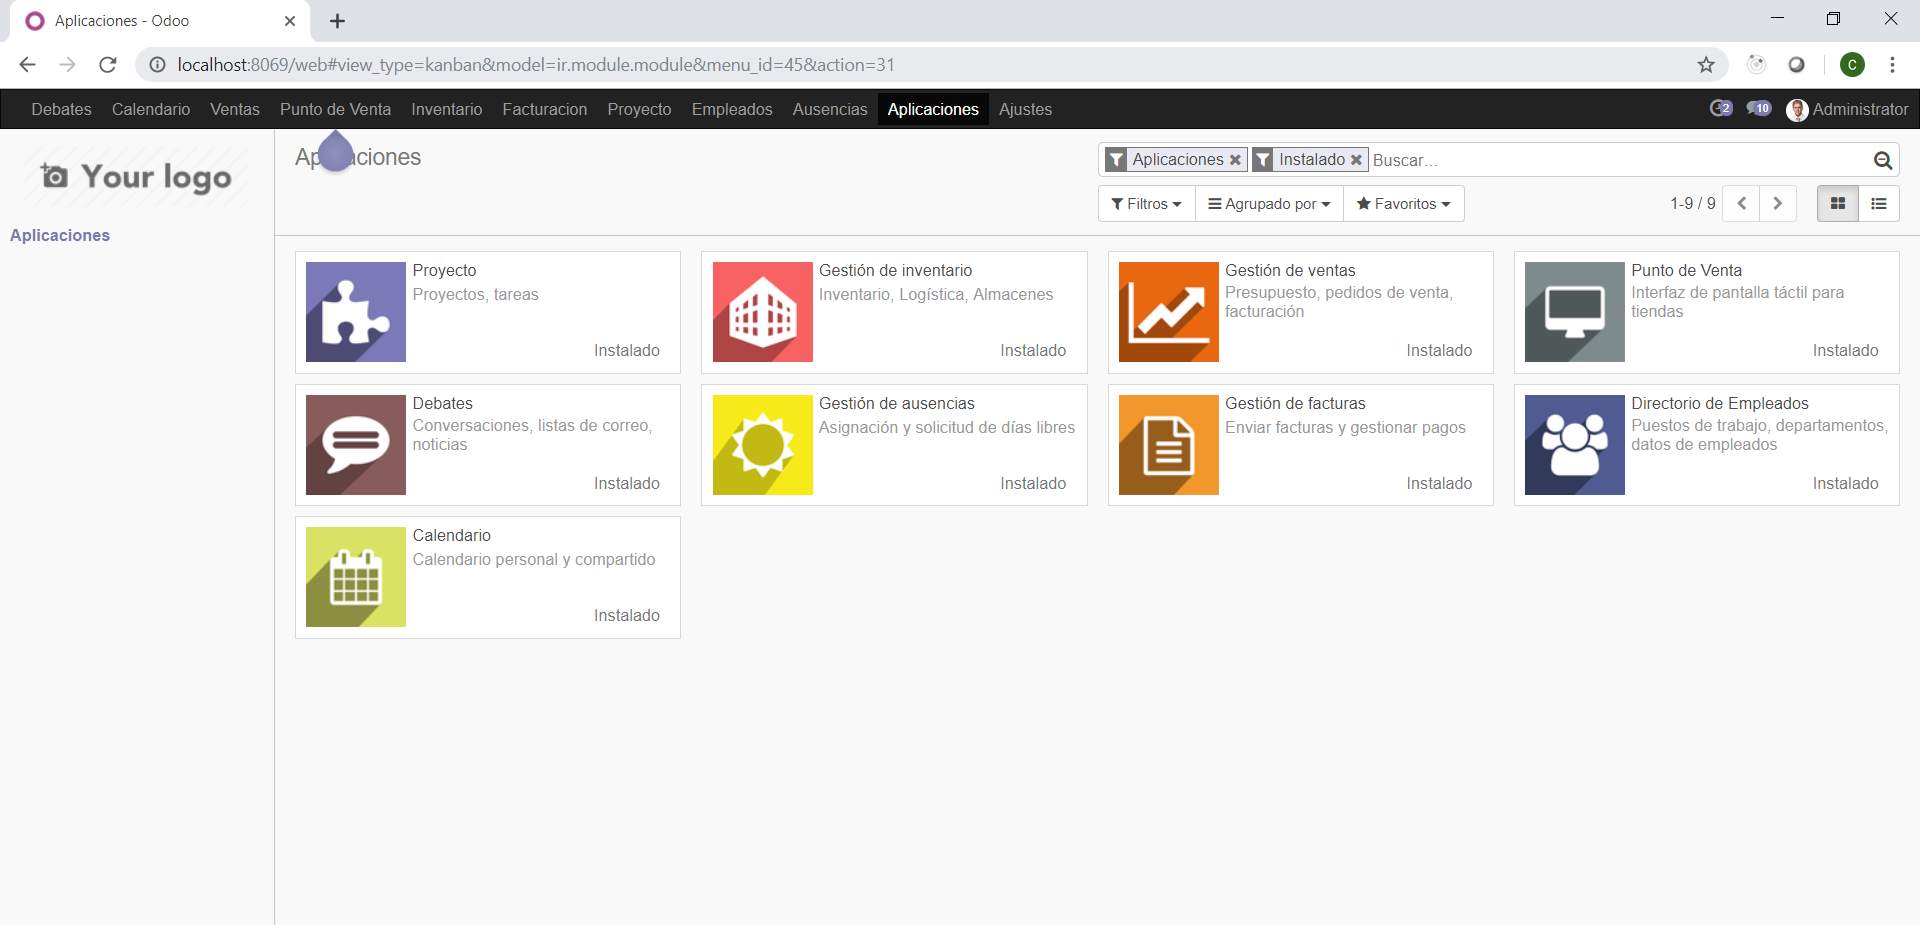 Aplicaciones - Odoo
localhost:8069/web#view_type=kanban&model=ir.module.module&menu_id=45&action=31
C
Debates Calendario Ventas Punto de Venta Inventario Facturacion Proyecto Empleados Ausencias Aplicaciones Ajustes
2 10 Administrator
Your logo
Aplicaciones
Aplicaciones Instalado Buscar...
Filtros Agrupado por Favoritos
1-9 / 9
Aplicaciones
Proyecto
Proyectos, tareas
Instalado
Gestión de inventario
Inventario, Logística, Almacenes
Instalado
Gestión de ventas
Presupuesto, pedidos de venta,
facturación
Instalado
Punto de Venta
Interfaz de pantalla táctil para
tiendas
Instalado
Debates
Conversaciones, listas de correo,
noticias
Instalado
Gestión de ausencias
Asignación y solicitud de días libres
Instalado
Gestión de facturas
Enviar facturas y gestionar pagos
Instalado
Directorio de Empleados
Puestos de trabajo, departamentos,
datos de empleados
Instalado
Calendario
Calendario personal y compartido
Instalado